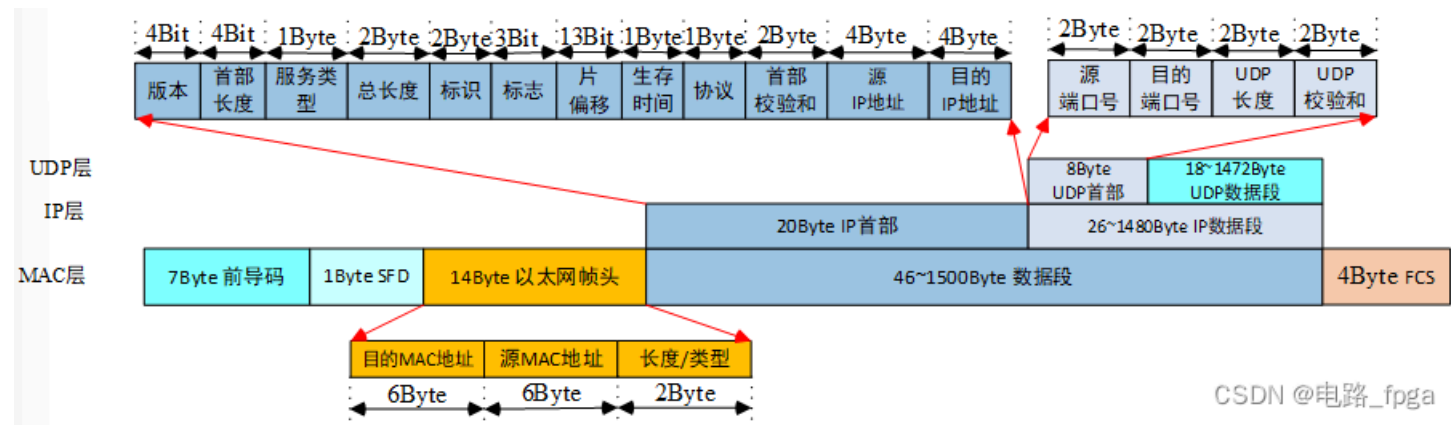 4Bit 4Bit 1Byte 2Byte 2Byte 3Bit 13Bit 1Byte 1Byte 2Byte 4Byte 4Byte
版本
首部
长度
服务类
型
总长度
标识
标志
片
偏移
生存
时间
协议
首部
校验和
源
IP地址
目的
IP地址
2Byte 2Byte 2Byte 2Byte
源
端口号
目的
端口号
UDP
长度
UDP
校验和
UDP层
8Byte
UDP首部
18~1472Byte
UDP数据段
IP层
20Byte IP首部
26~1480Byte IP数据段
MAC层
7Byte 前导码
1Byte SFD
14Byte 以太网帧头
46~1500Byte 数据段
4Byte FCS
目的MAC地址
源MAC地址
长度/类型
6Byte 6Byte 2Byte
CSDN @电路_fpga